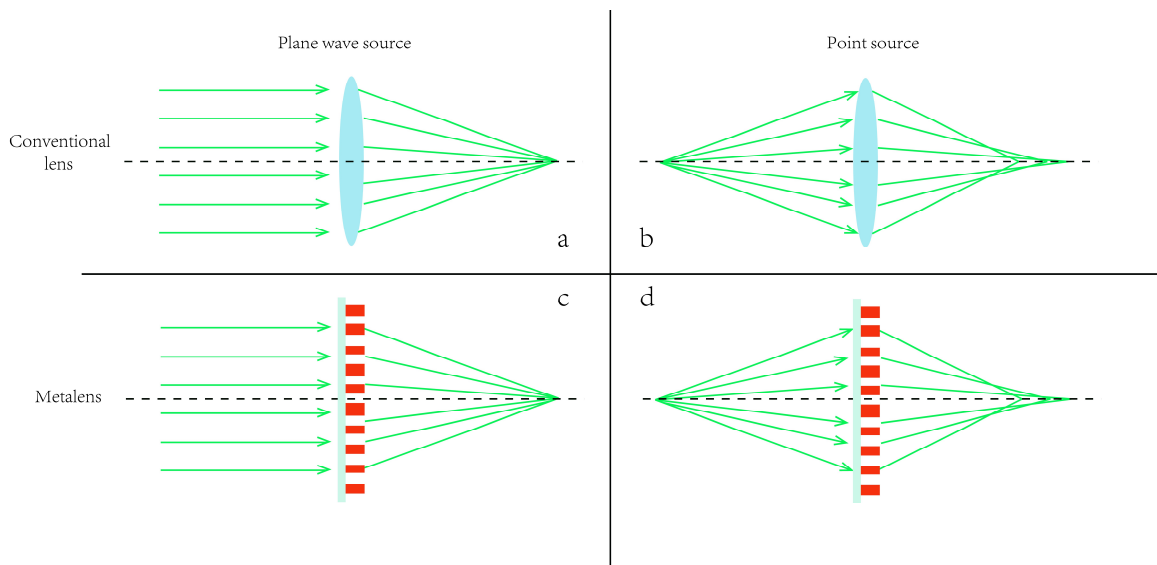 Plane wave source
Point source
Conventional
lens
a
b
c
d
Metalens